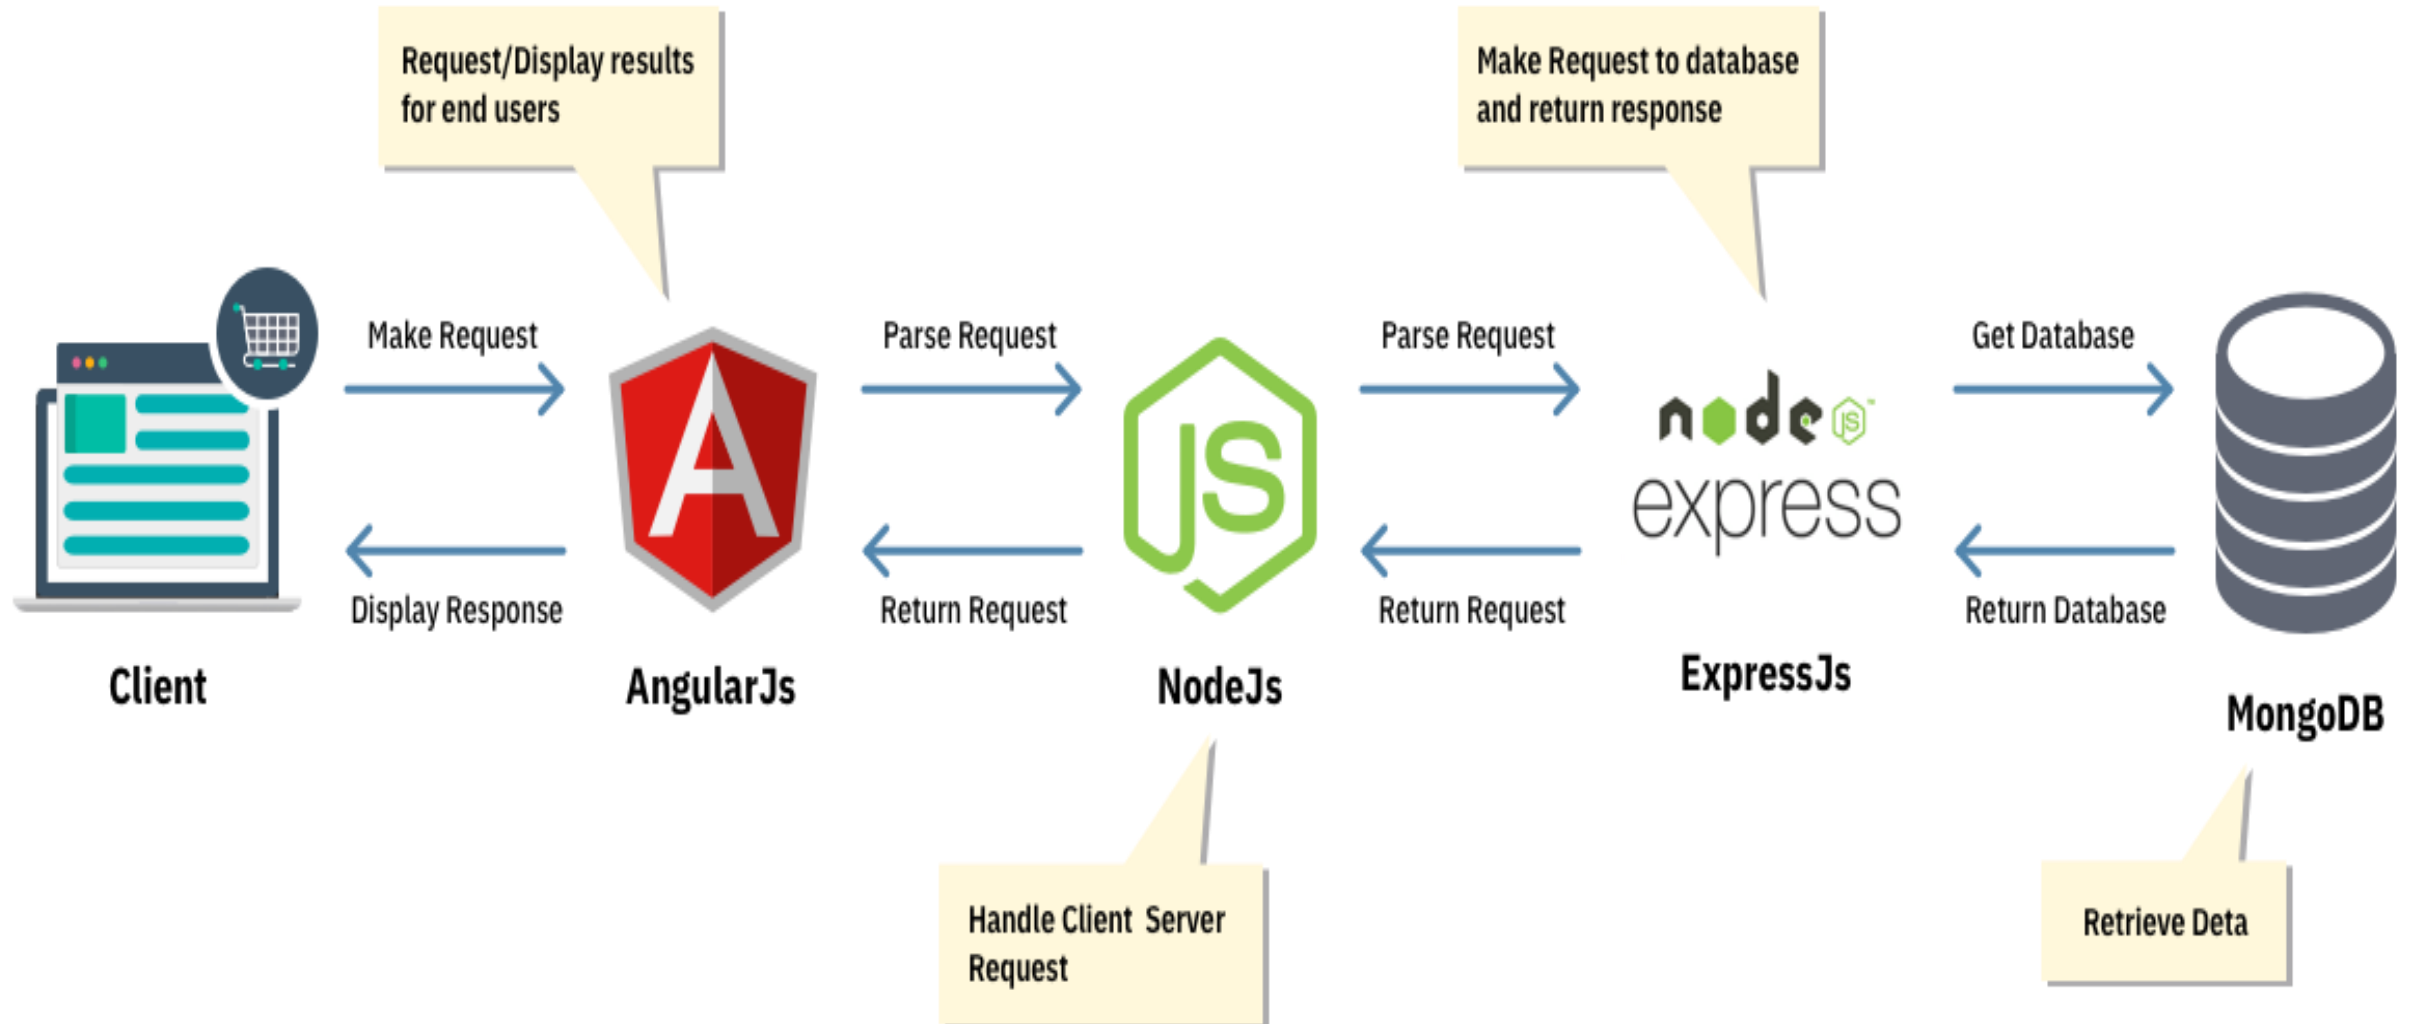 Request/Display results
for end users
Make Request to database
and return response
Make Request
Parse Request
Parse Request
Get Database
JS
node JS™
express
Display Response
Return Request
Return Request
Return Database
Client
AngularJs
NodeJs
ExpressJs
MongoDB
Handle Client  Server
Request
Retrieve Deta